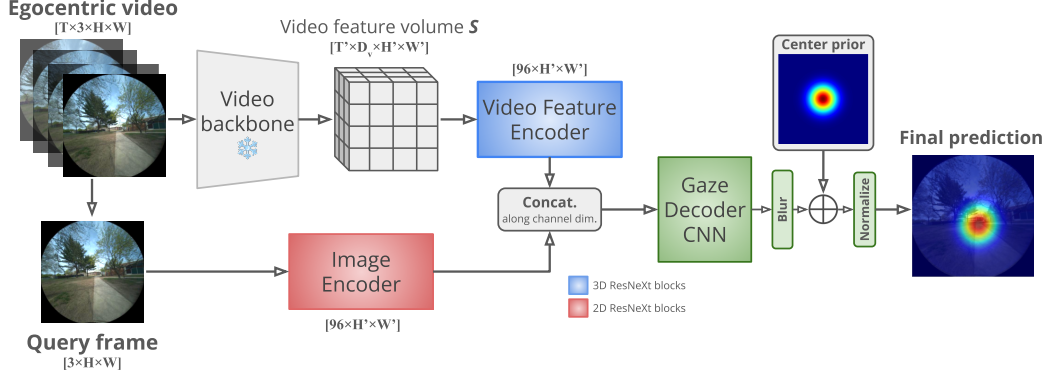 Egocentric video
[T×3×H×W]
Video feature volume S
[T'×Dv×H'×W']
Video
backbone
[96×H'×W']
Video Feature
Encoder
Center prior
Final prediction
Concat.
along channel dim.
Gaze
Decoder
CNN
Blur
Normalize
Image
Encoder
[96×H'×W']
3D ResNeXt blocks
2D ResNeXt blocks
Query frame
[3×H×W]